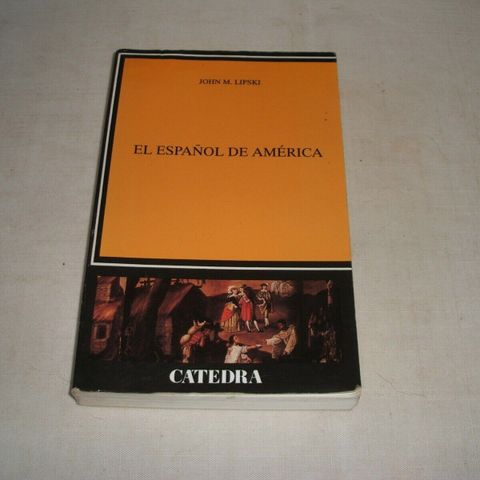 JOHN M. LIPSKI
EL ESPAÑOL DE AMÉRICA
CATEDRA